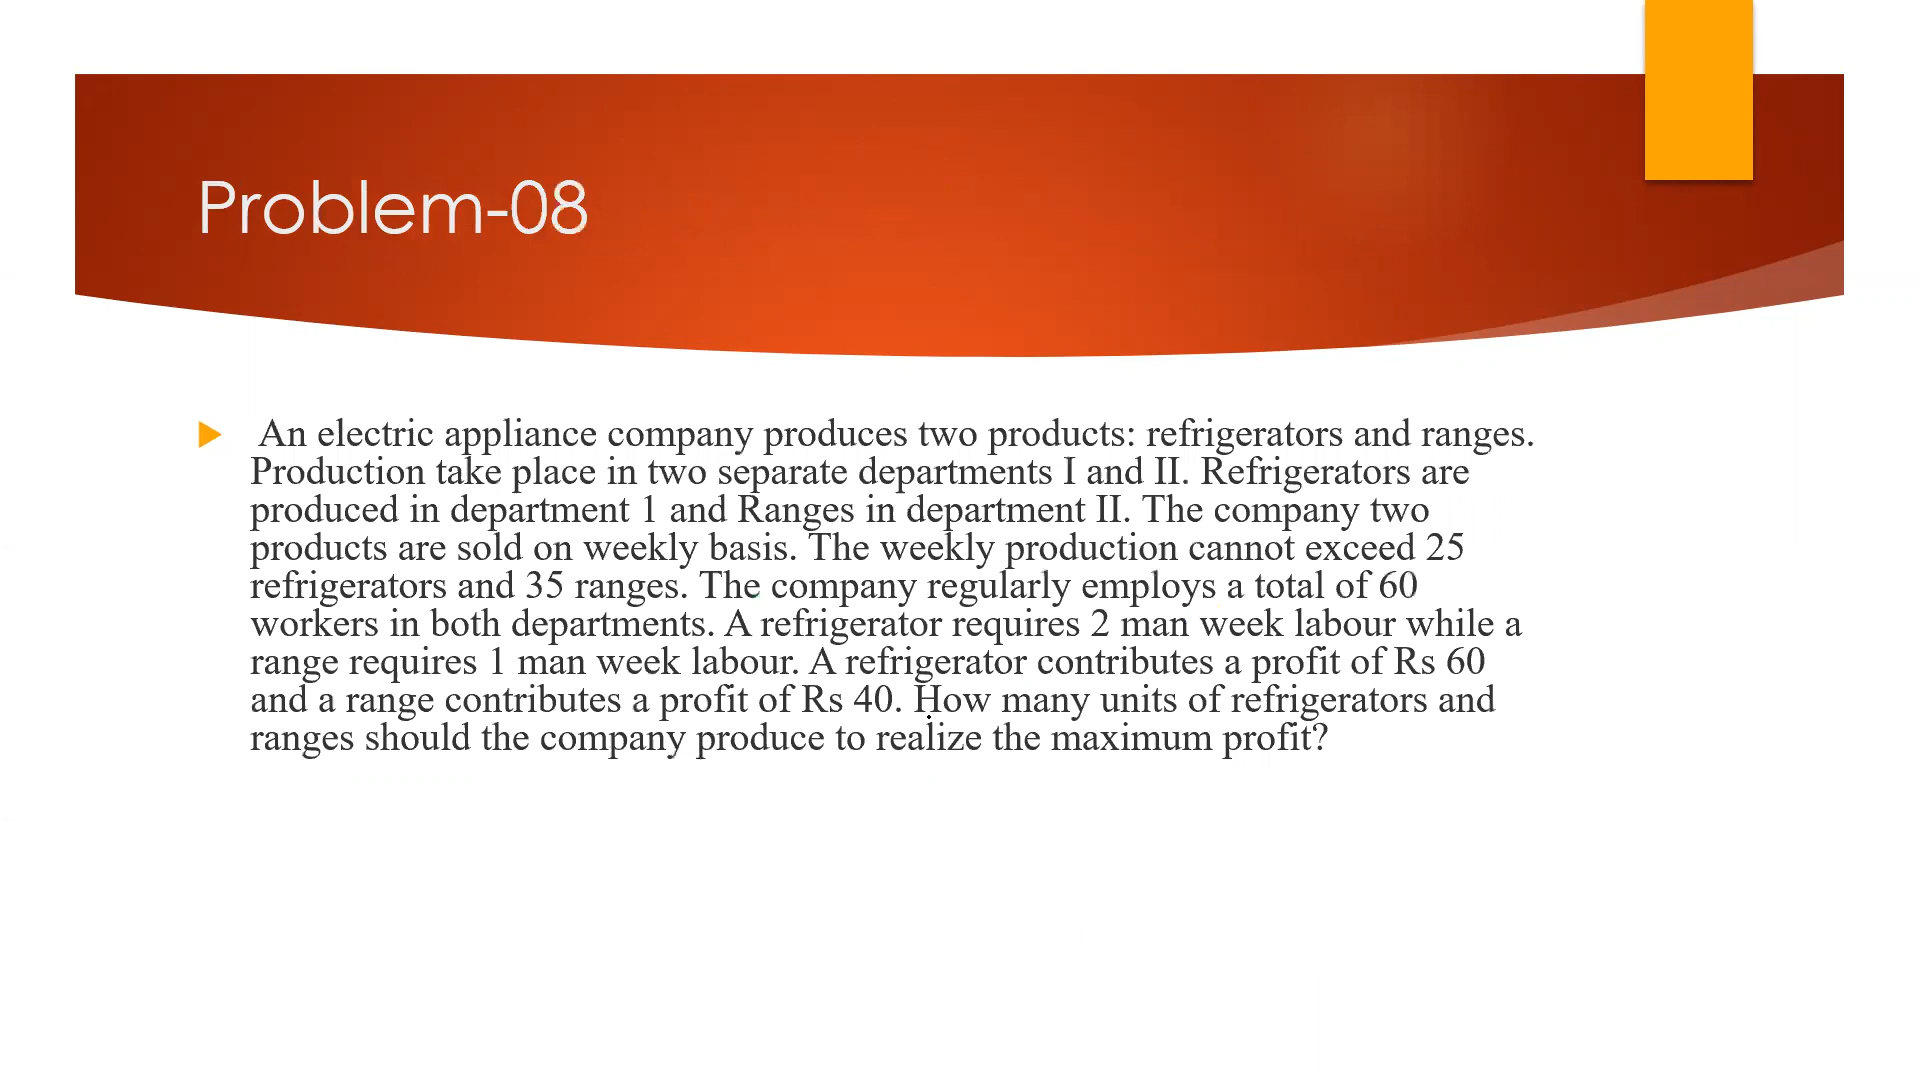 Problem-08
An electric appliance company produces two products: refrigerators and ranges.
Production take place in two separate departments I and II. Refrigerators are
produced in department 1 and Ranges in department II. The company two
products are sold on weekly basis. The weekly production cannot exceed 25
refrigerators and 35 ranges. The company regularly employs a total of 60
workers in both departments. A refrigerator requires 2 man week labour while a
range requires 1 man week labour. A refrigerator contributes a profit of Rs 60
and a range contributes a profit of Rs 40. How many units of refrigerators and
ranges should the company produce to realize the maximum profit?